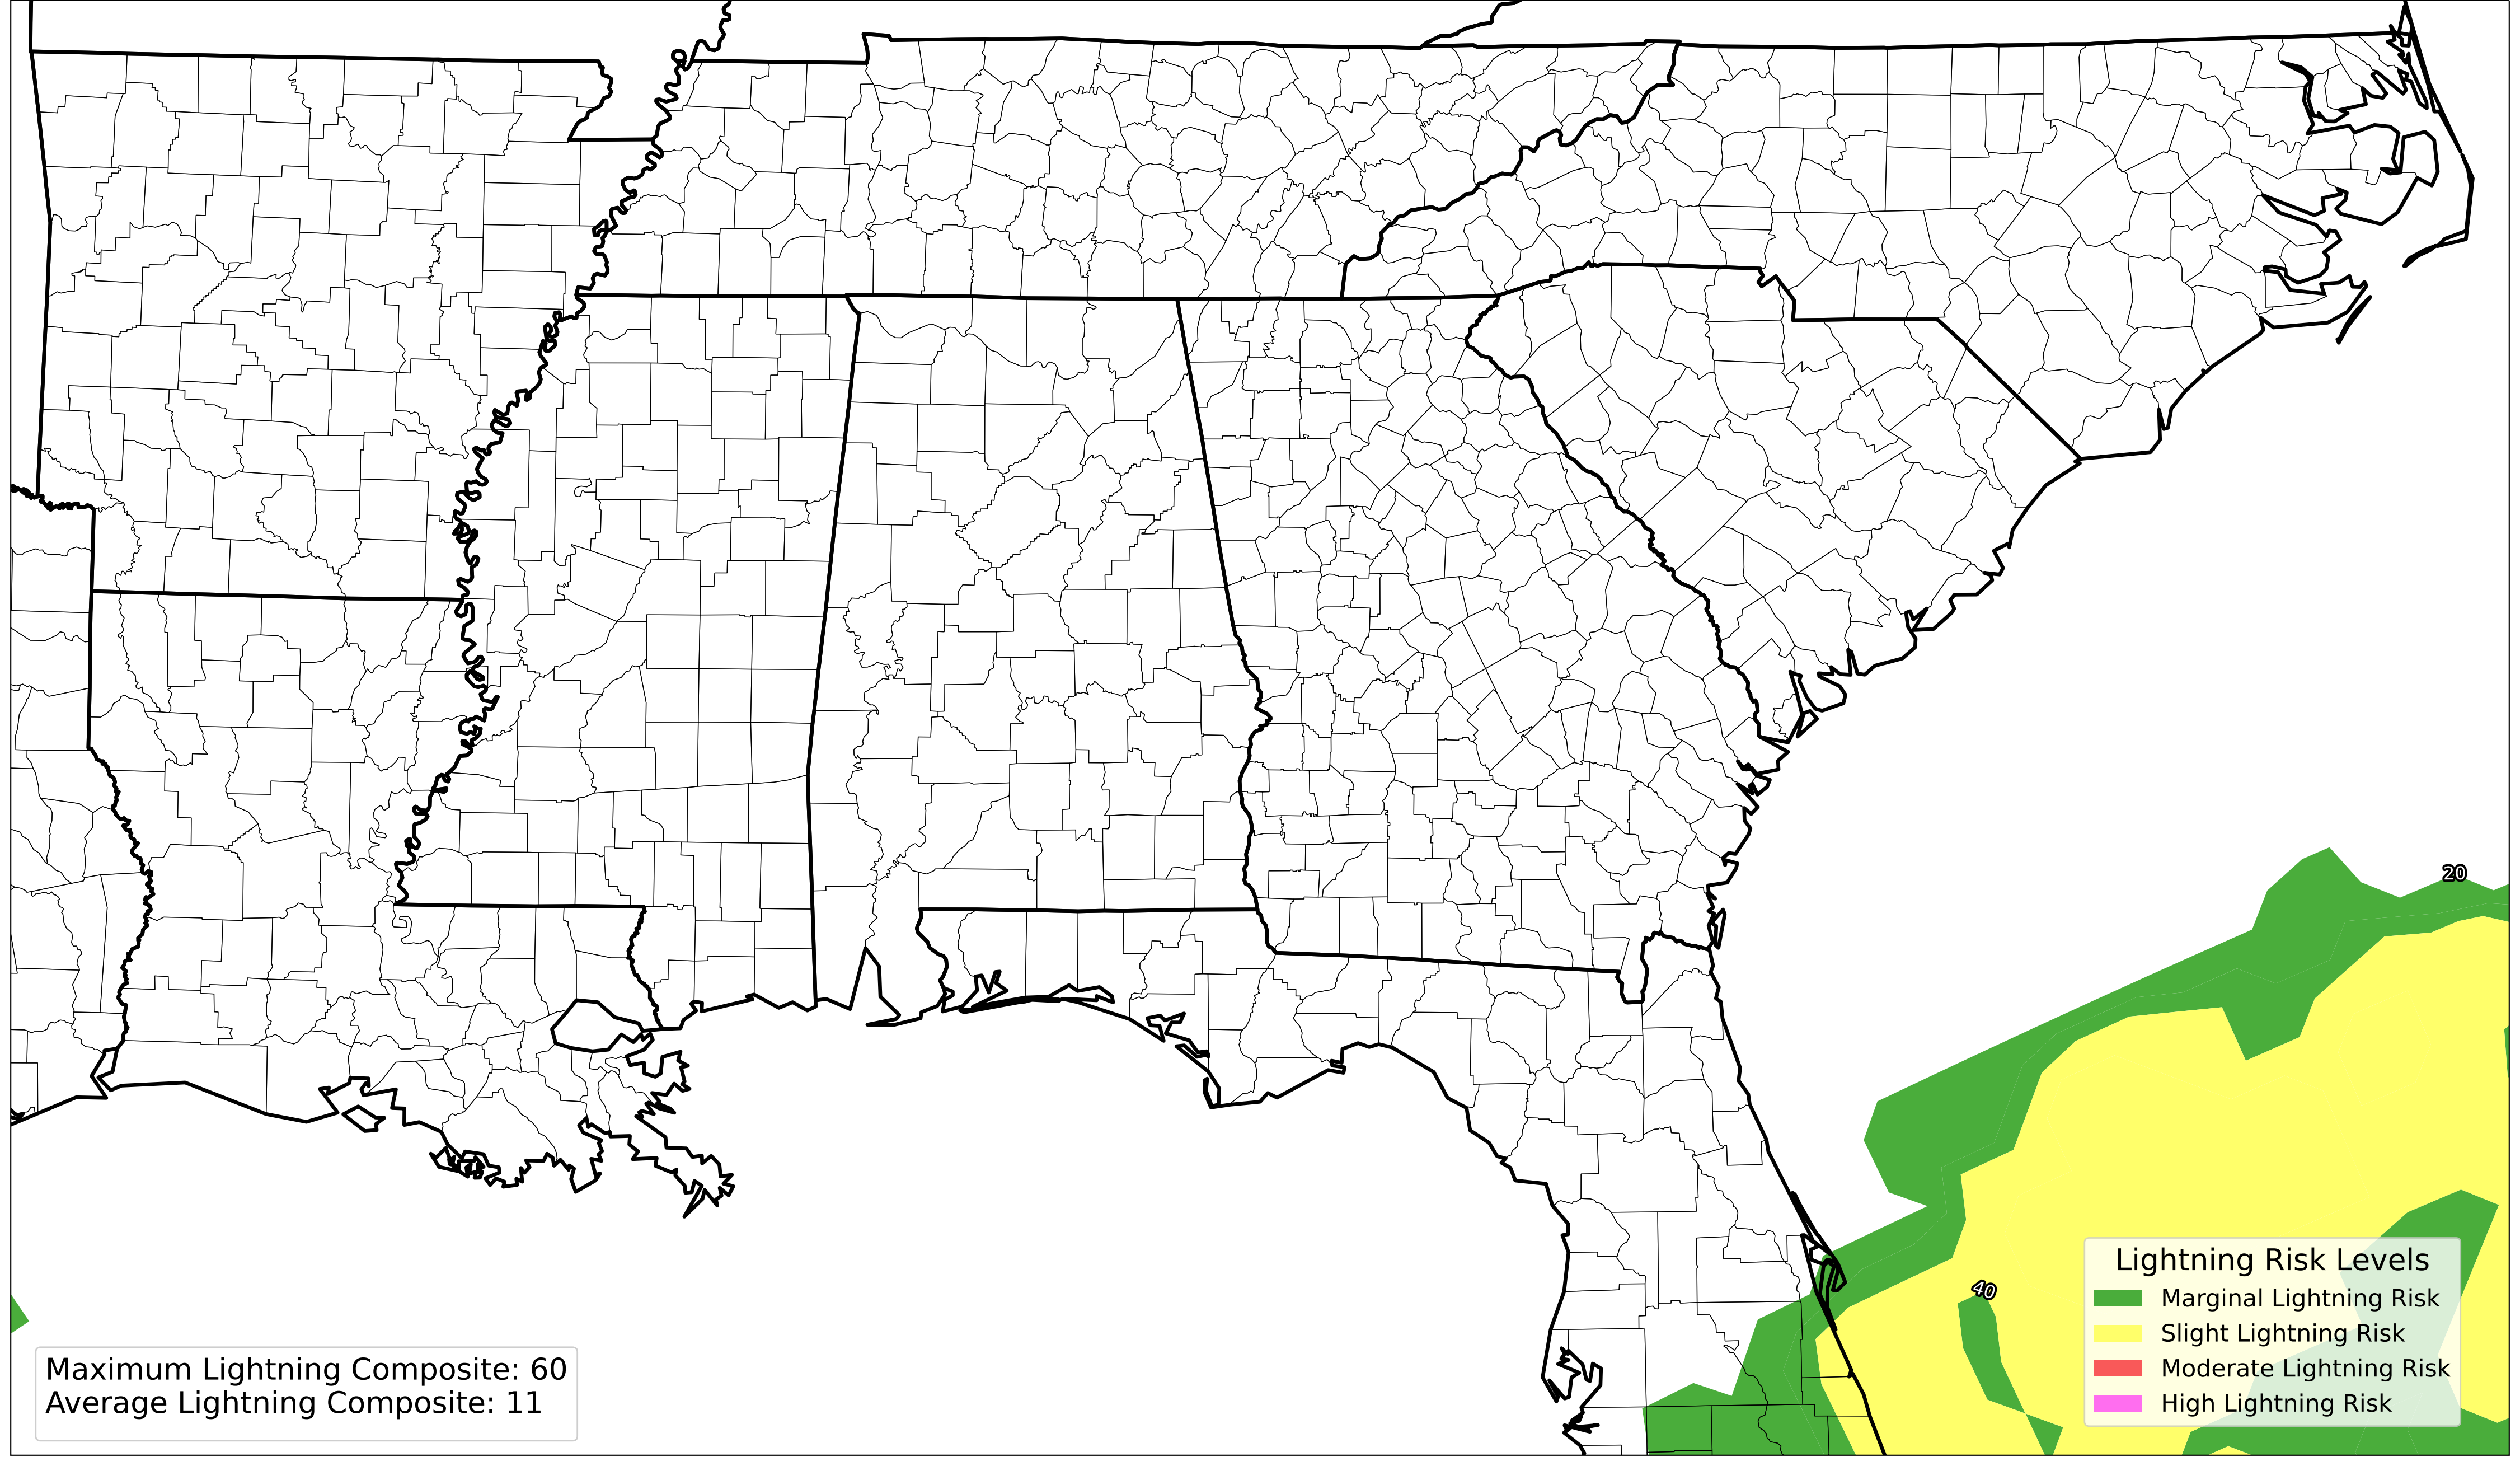 20
40
Lightning Risk Levels
Marginal Lightning Risk
Slight Lightning Risk
Moderate Lightning Risk
High Lightning Risk
Maximum Lightning Composite: 60
Average Lightning Composite: 11